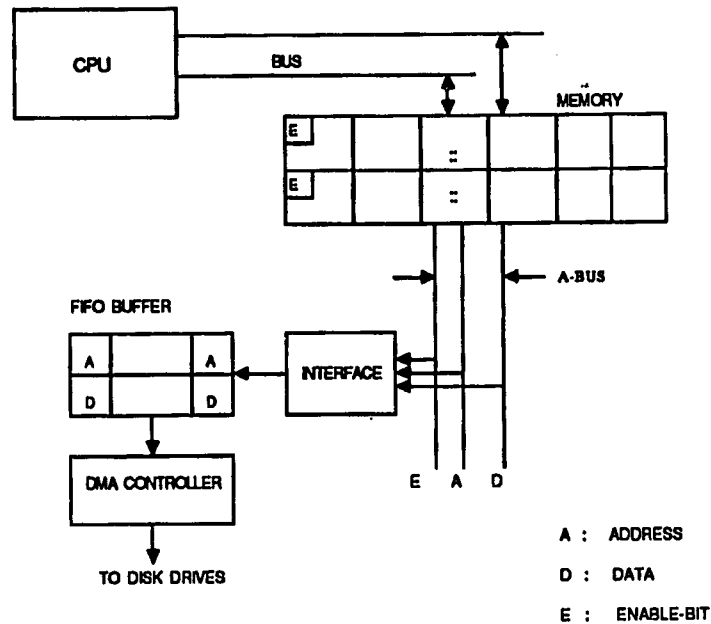 CPU
BUS
MEMORY
E
::
E
::
A-BUS
FIFO BUFFER
A A
D D
INTERFACE
DMA CONTROLLER
E A D
TO DISK DRIVES
A : ADDRESS
D : DATA
E : ENABLE-BIT